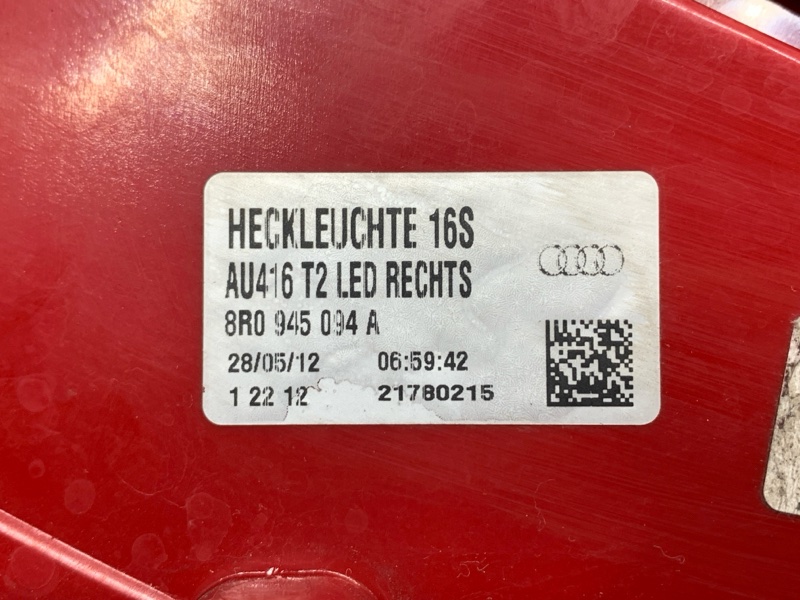 HECKLEUCHTE 16S
AU416 T2 LED RECHTS
8R0 945 094 A
28/05/12 06:59:42
1 22 12 21780215